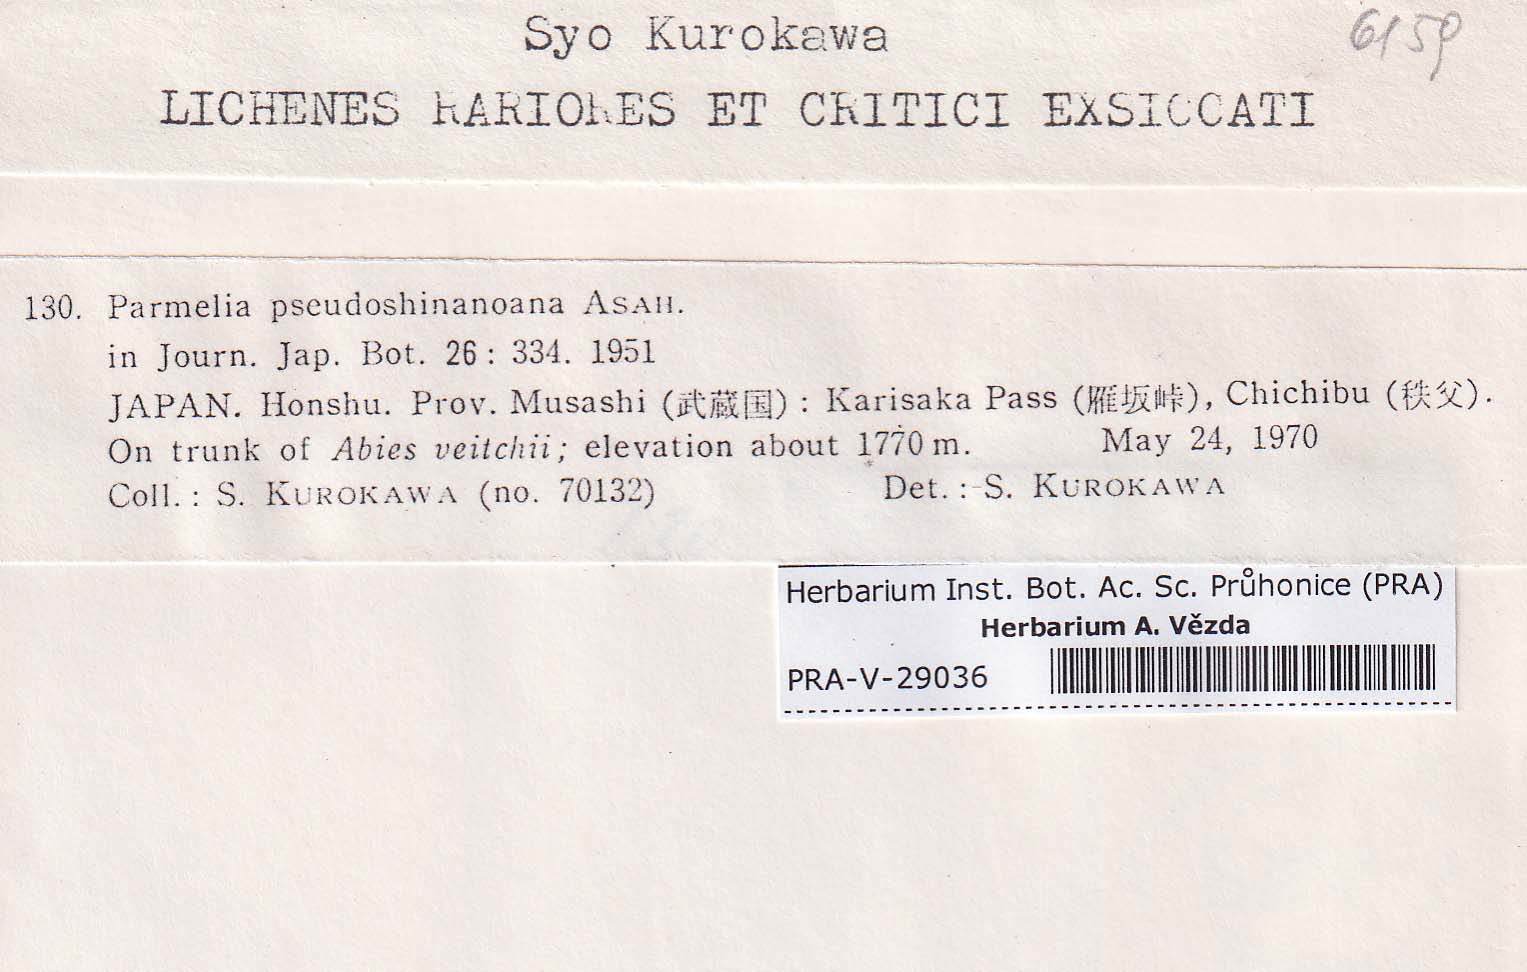 Syo Kurokawa 6159
LICHENES RARIORES ET CRITICI EXSICCATI
130. Parmelia pseudoshinanoana ASAH.
in Journ. Jap. Bot. 26 : 334. 1951
JAPAN. Honshu. Prov. Musashi (武蔵国) : Karisaka Pass (雁坂峠), Chichibu (秩父).
On trunk of Abies veitchii; elevation about 1770 m. May 24, 1970
Coll. : S. KUROKAWA (no. 70132) Det. : S. KUROKAWA
Herbarium Inst. Bot. Ac. Sc. Průhonice (PRA)
Herbarium A. Vězda
PRA-V-29036